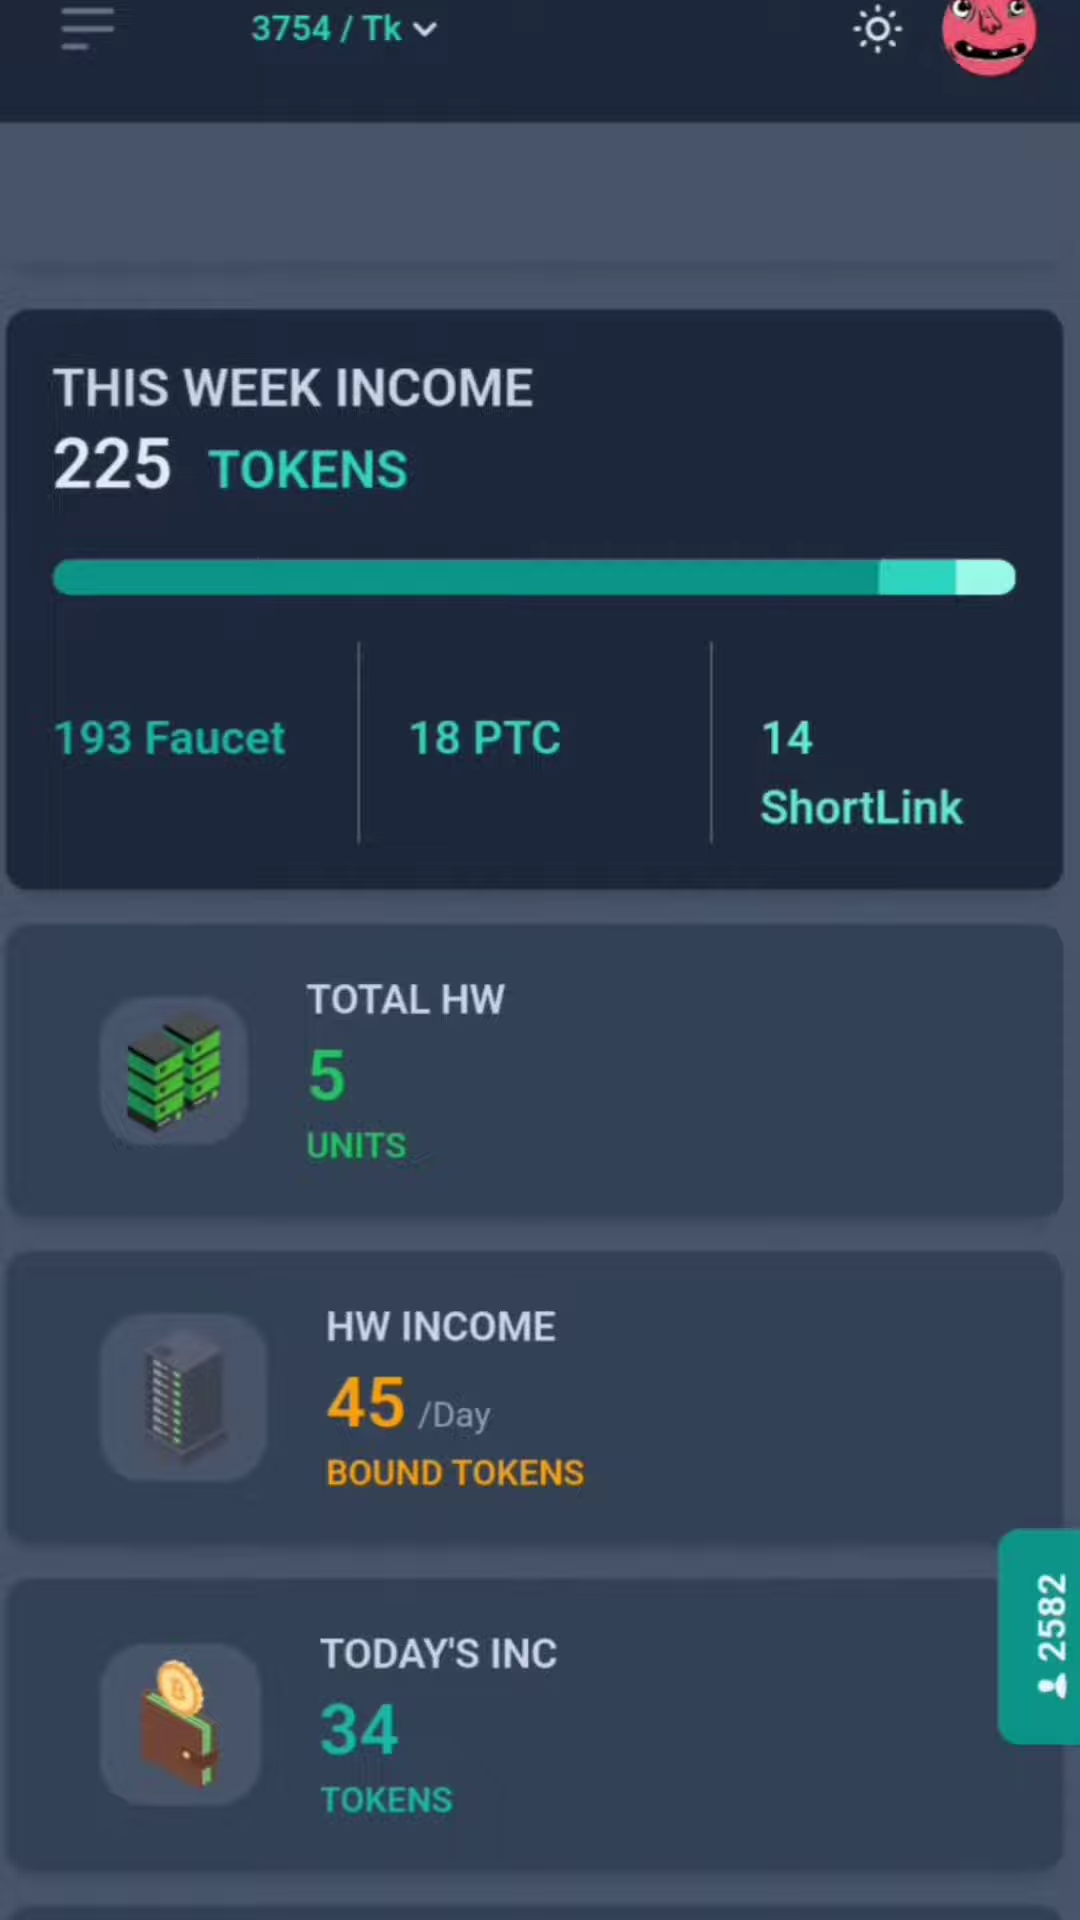 3754 / Tk
THIS WEEK INCOME
225 TOKENS
193 Faucet
18 PTC
14
ShortLink
TOTAL HW
5
UNITS
HW INCOME
45 /Day
BOUND TOKENS
2582
TODAY'S INC
34
TOKENS